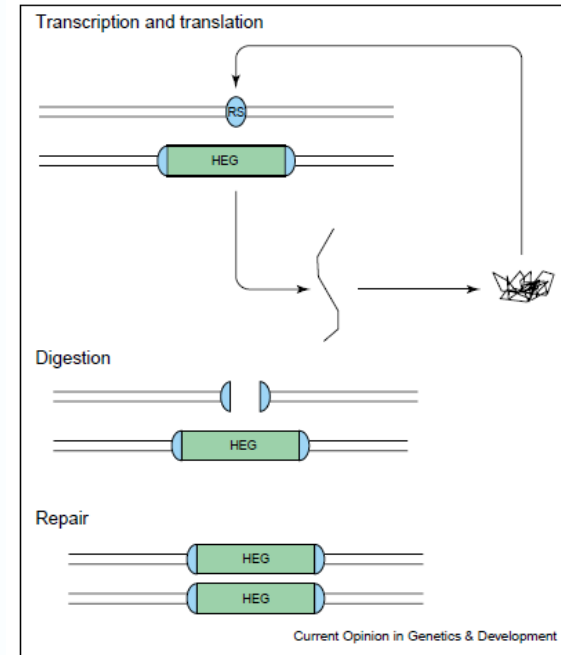 Transcription and translation
RS
HEG
Digestion
HEG
Repair
HEG
HEG
Current Opinion in Genetics & Development